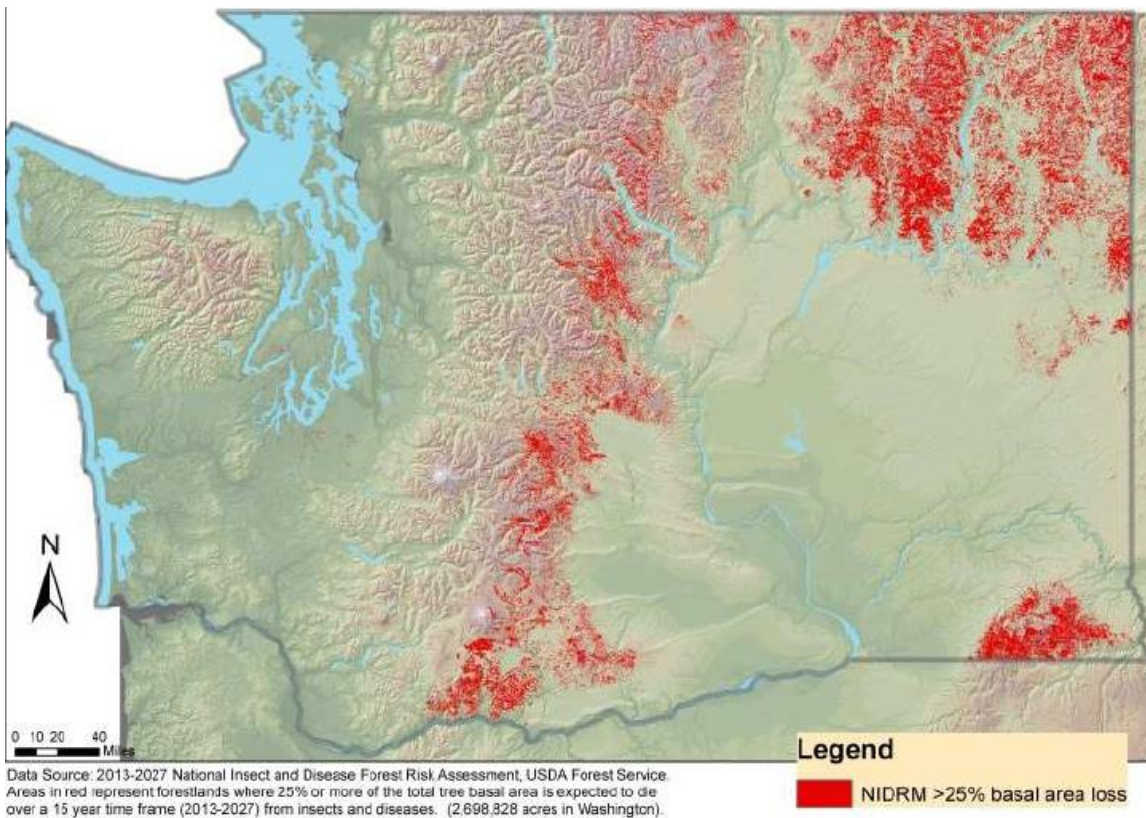 N
0 10 20 40
Miles
Legend
NIDRM >25% basal area loss
Data Source: 2013-2027 National Insect and Disease Forest Risk Assessment, USDA Forest Service.
Areas in red represent forestlands where 25% or more of the total tree basal area is expected to die
over a 15 year time frame (2013-2027) from insects and diseases. (2,698,828 acres in Washington).